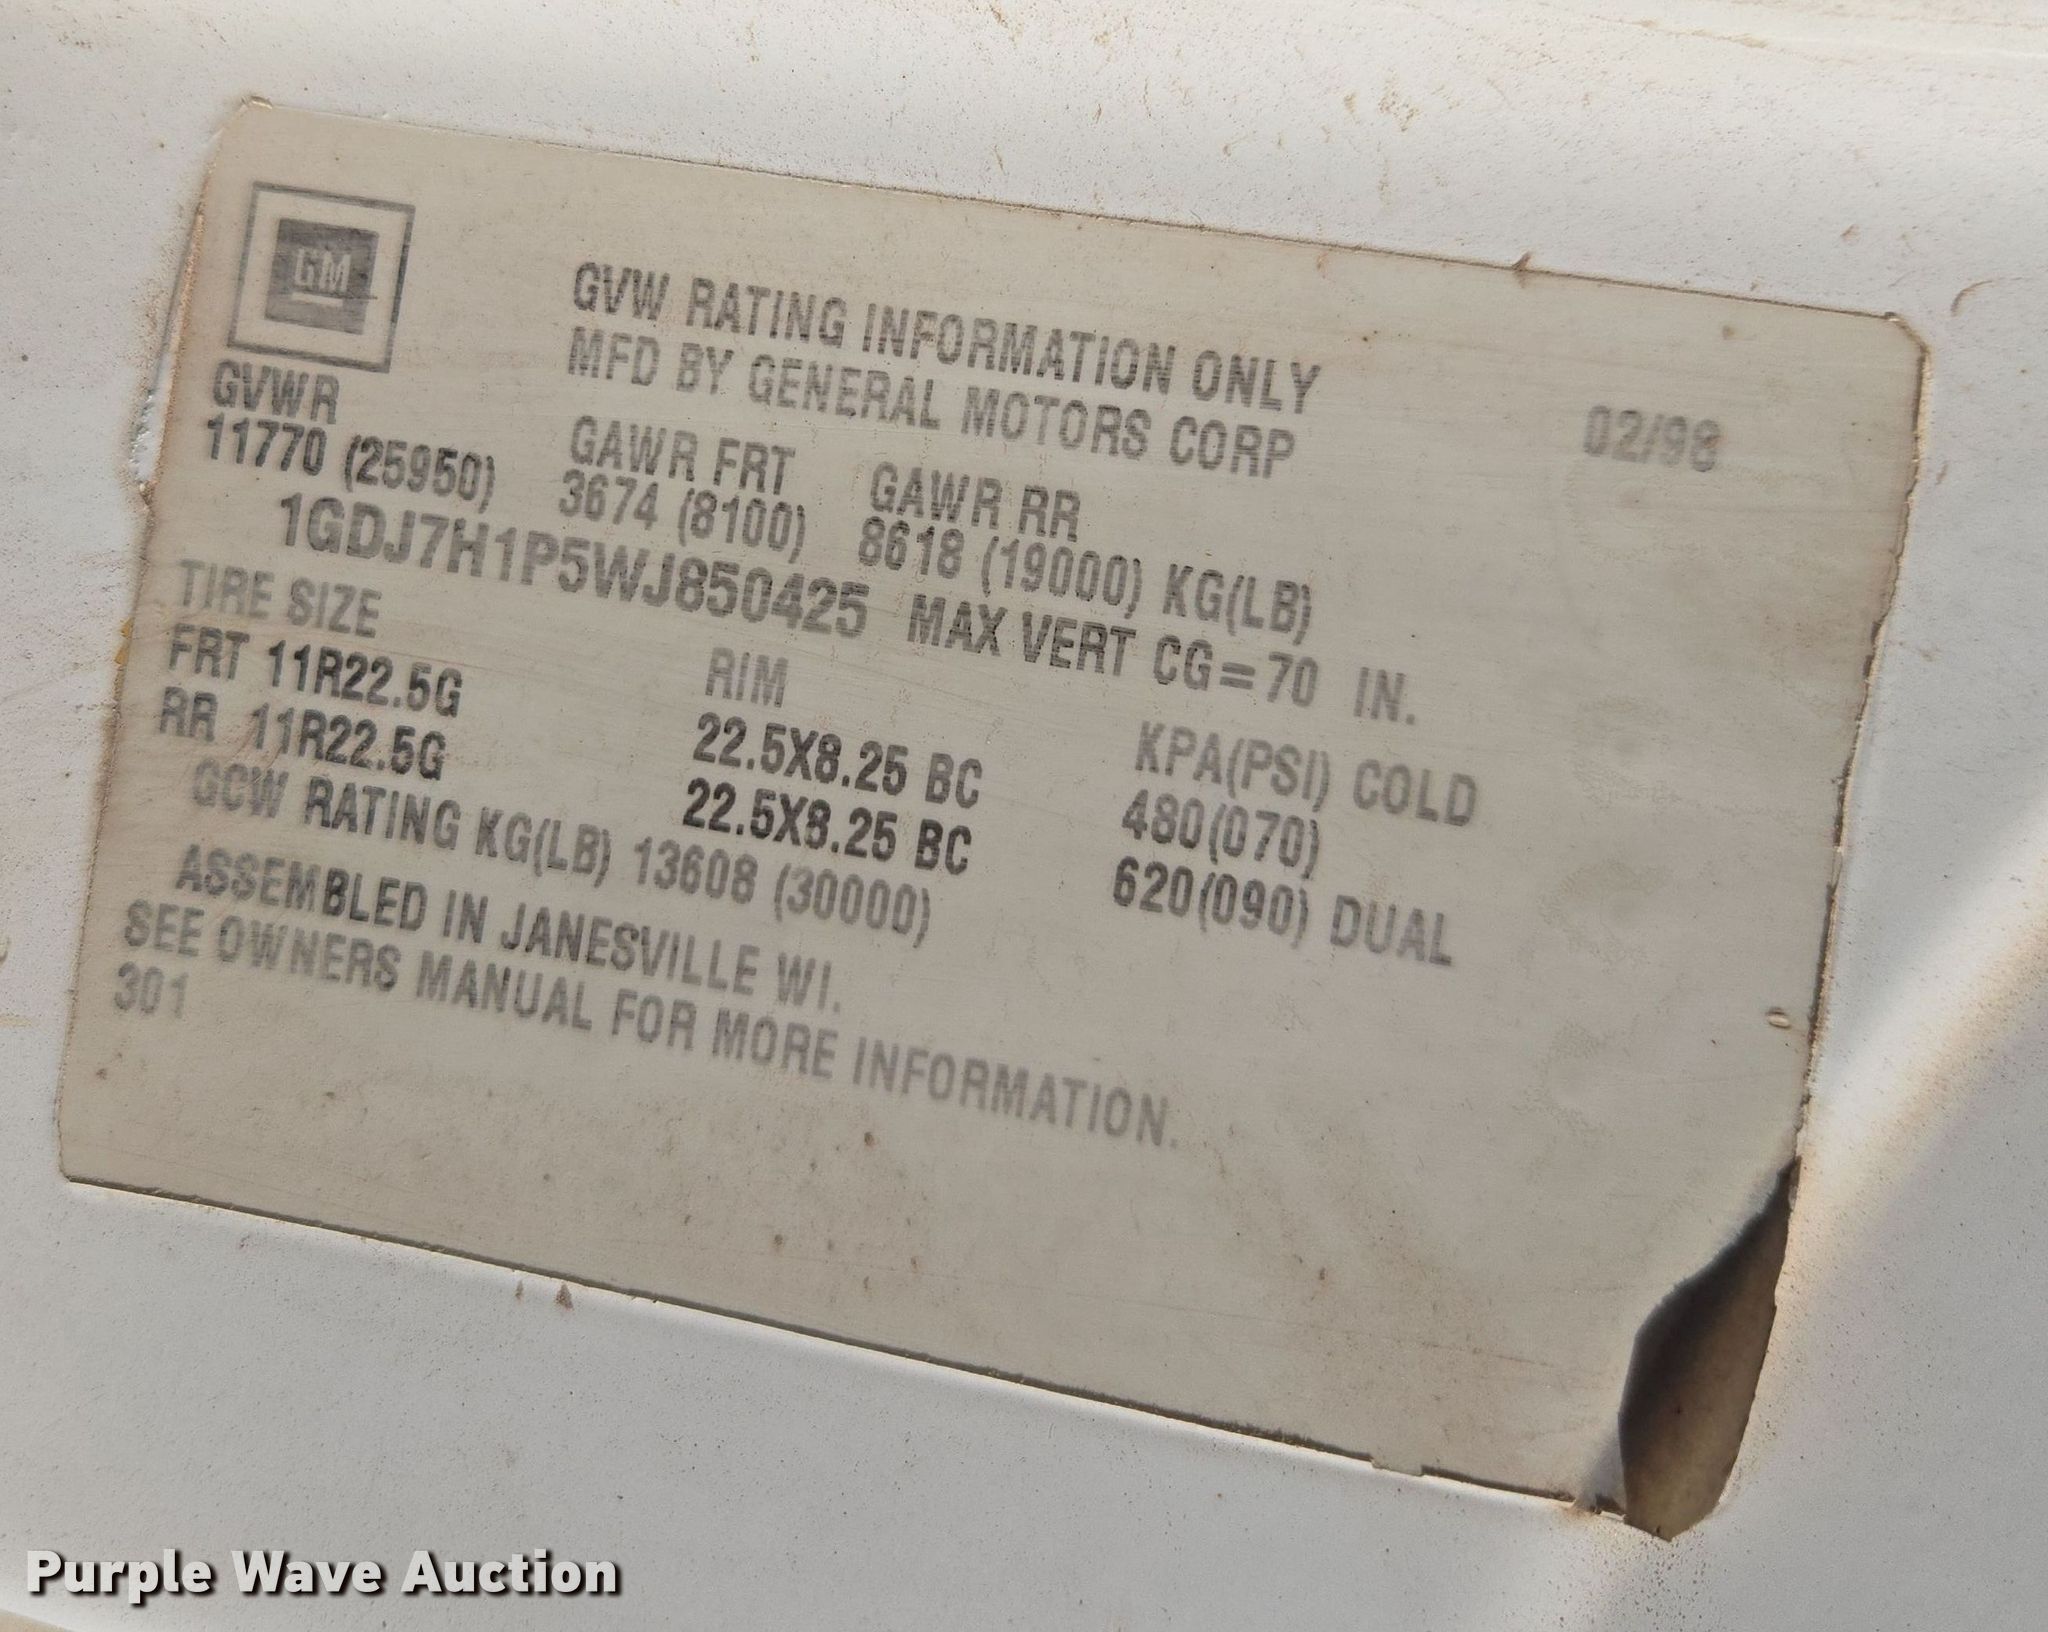 GM
GVW RATING INFORMATION ONLY
MFD BY GENERAL MOTORS CORP 02/98
GVWR GAWR FRT GAWR RR
11770 (25950) 3674 (8100) 8618 (19000) KG(LB)
1GDJ7H1P5WJ850425 MAX VERT CG=70 IN.
TIRE SIZE RIM KPA(PSI) COLD
FRT 11R22.5G 22.5X8.25 BC 480(070)
RR 11R22.5G 22.5X8.25 BC 620(090) DUAL
GCW RATING KG(LB) 13608 (30000)
ASSEMBLED IN JANESVILLE WI.
SEE OWNERS MANUAL FOR MORE INFORMATION.
301
Purple Wave Auction